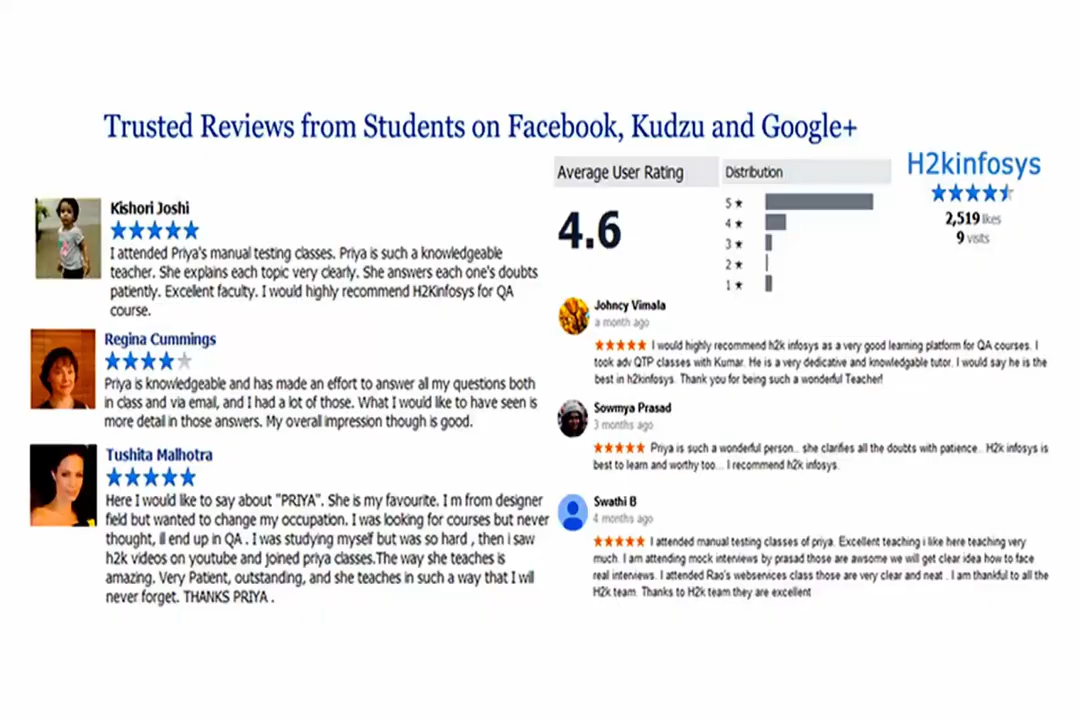 Trusted Reviews from Students on Facebook, Kudzu and Google+
Kishori Joshi
I attended Priya's manual testing classes. Priya is such a knowledgeable
teacher. She explains each topic very clearly. She answers each one's doubts
patiently. Excellent faculty. I would highly recommend H2Kinfosys for QA
course.
Regina Cummings
Priya is knowledgeable and has made an effort to answer all my questions both
in class and via email, and I had a lot of those. What I would like to have seen is
more detail in those answers. My overall impression though is good.
Tushita Malhotra
Here I would like to say about "PRIYA". She is my favourite. I m from designer
field but wanted to change my occupation. I was looking for courses but never
thought, ill end up in QA . I was studying myself but was so hard , then i saw
h2k videos on youtube and joined priya classes.The way she teaches is
amazing. Very Patient, outstanding, and she teaches in such a way that I will
never forget. THANKS PRIYA .
Average User Rating
4.6
Distribution
5 ★
4 ★
3 ★
2 ★
1 ★
H2kinfosys
2,519 likes
9 visits
Johncy Vimala
a month ago
★★★★★ I would highly recommend h2k infosys as a very good learning platform for QA courses. I
took adv QTP classes with Kumar. He is a very dedicative and knowledgable tutor. I would say he is the
best in h2kinfosys. Thank you for being such a wonderful Teacher!
Sowmya Prasad
3 months ago
★★★★★ Priya is such a wonderful person.. she clarifies all the doubts with patience.. H2k infosys is
best to learn and worthy too... I recommend h2k infosys.
Swathi B
4 months ago
★★★★★ I attended manual testing classes of priya. Excellent teaching i like here teaching very
much. I am attending mock interviews by prasad those are awsome we will get clear idea how to face
real interviews. I attended Rao's webservices class those are very clear and neat . I am thankful to all the
H2k team. Thanks to H2k team they are excellent